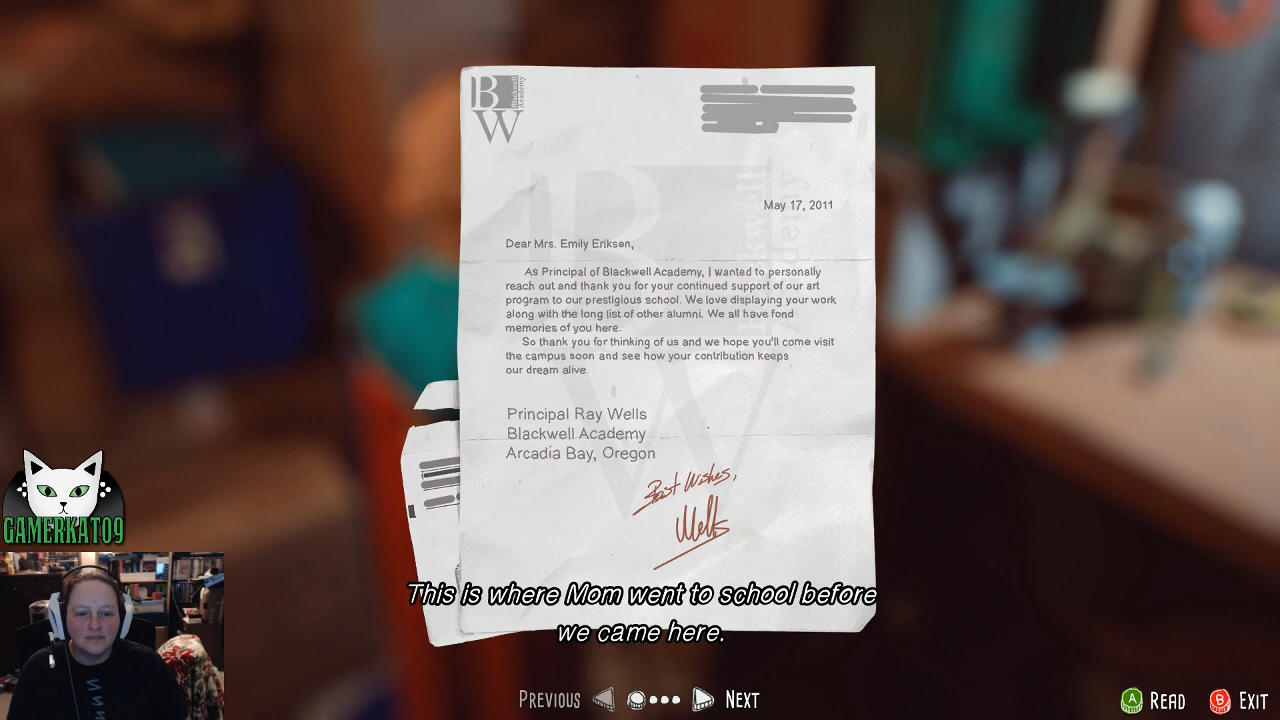 B
W
Blackwell
Academy
May 17, 2011
Dear Mrs. Emily Eriksen,
As Principal of Blackwell Academy, I wanted to personally
reach out and thank you for your continued support of our art
program to our prestigious school. We love displaying your work
along with the long list of other alumni. We all have fond
memories of you here.
So thank you for thinking of us and we hope you'll come visit
the campus soon and see how your contribution keeps
our dream alive.
Principal Ray Wells
Blackwell Academy
Arcadia Bay, Oregon
Best Wishes,
Wells
GAMERKAT09
This is where Mom went to school before
we came here.
PREVIOUS NEXT
A READ B EXIT